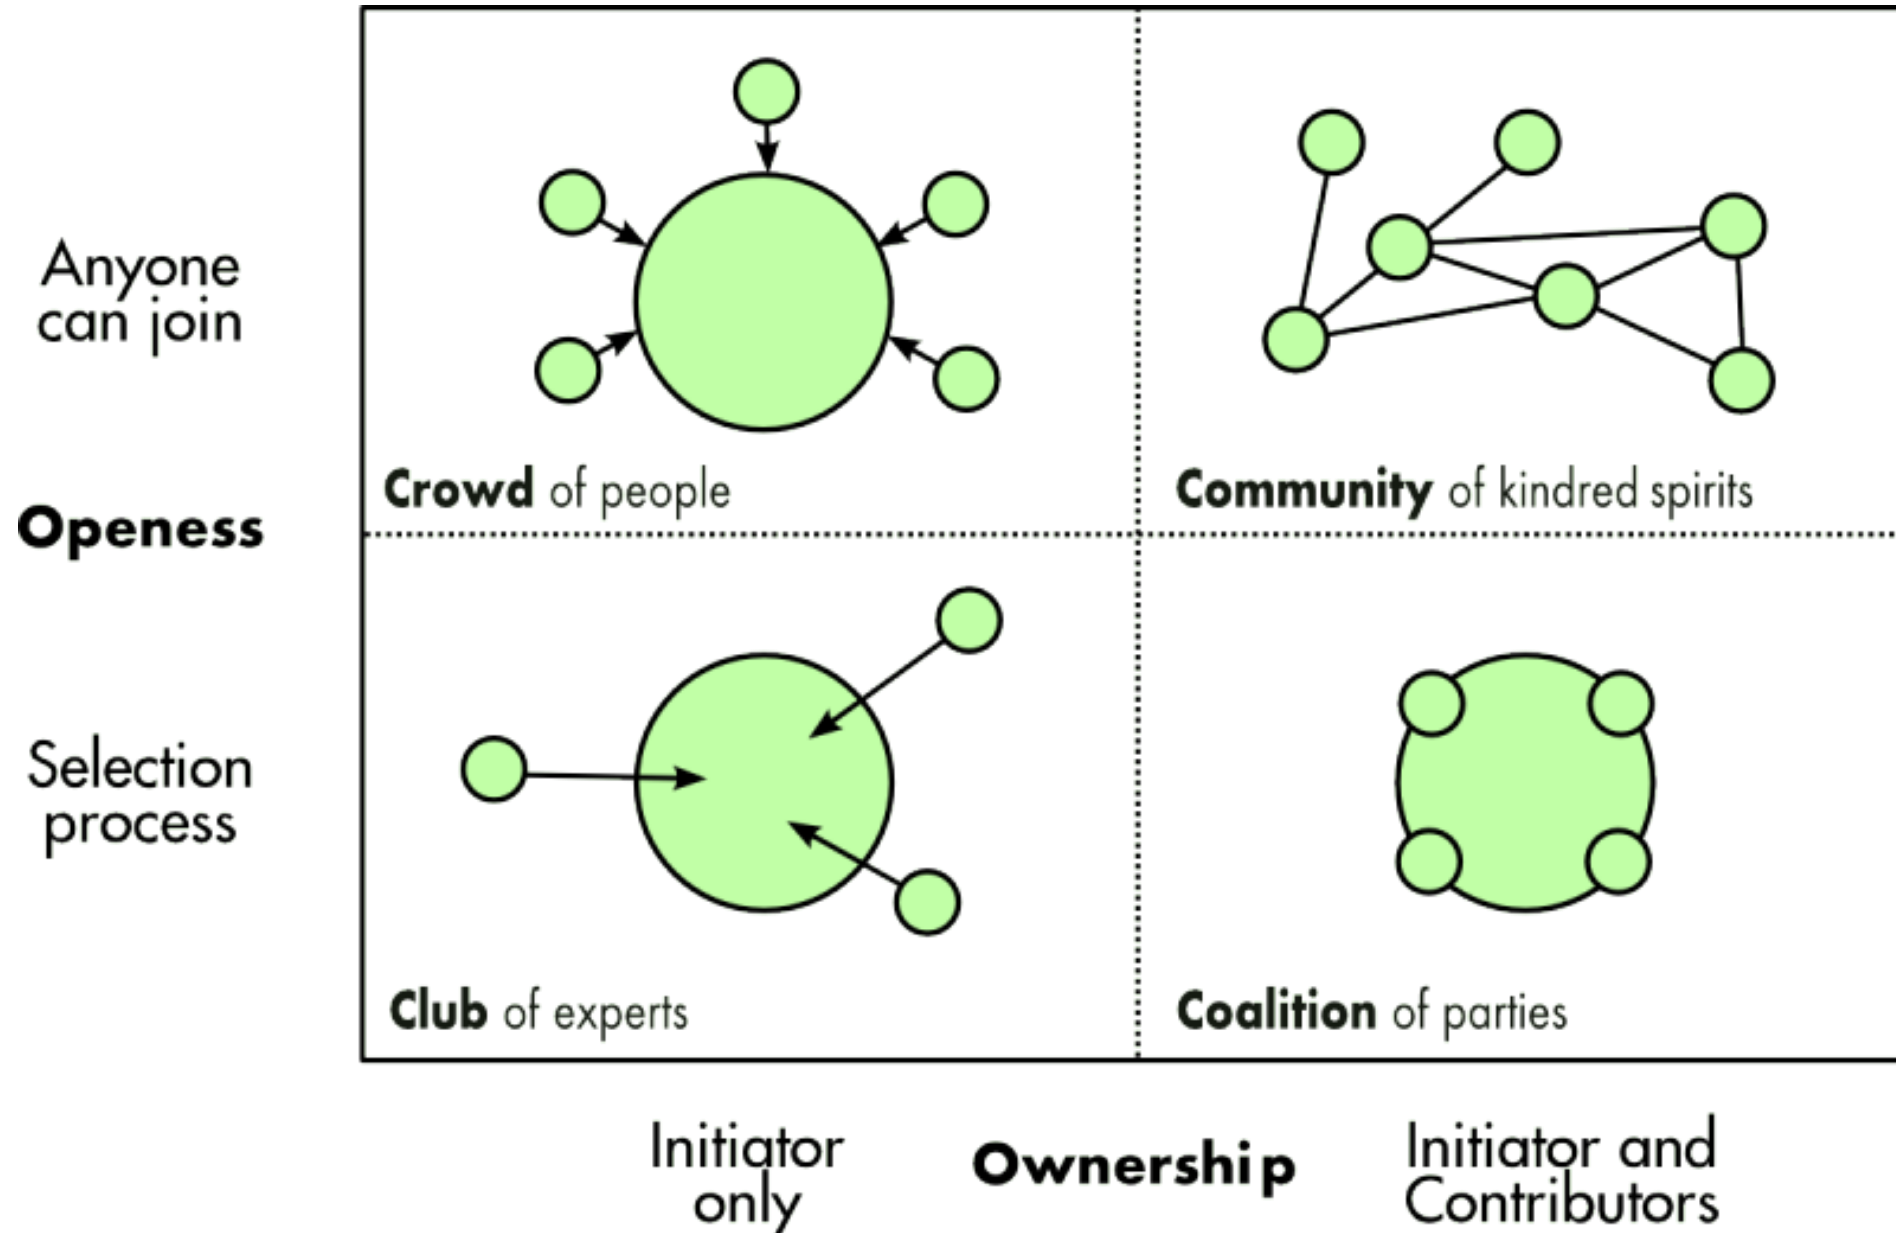 Anyone
can join
Crowd of people
Community of kindred spirits
Openess
Selection
process
Club of experts
Coalition of parties
Initiator
only
Ownership
Initiator and
Contributors